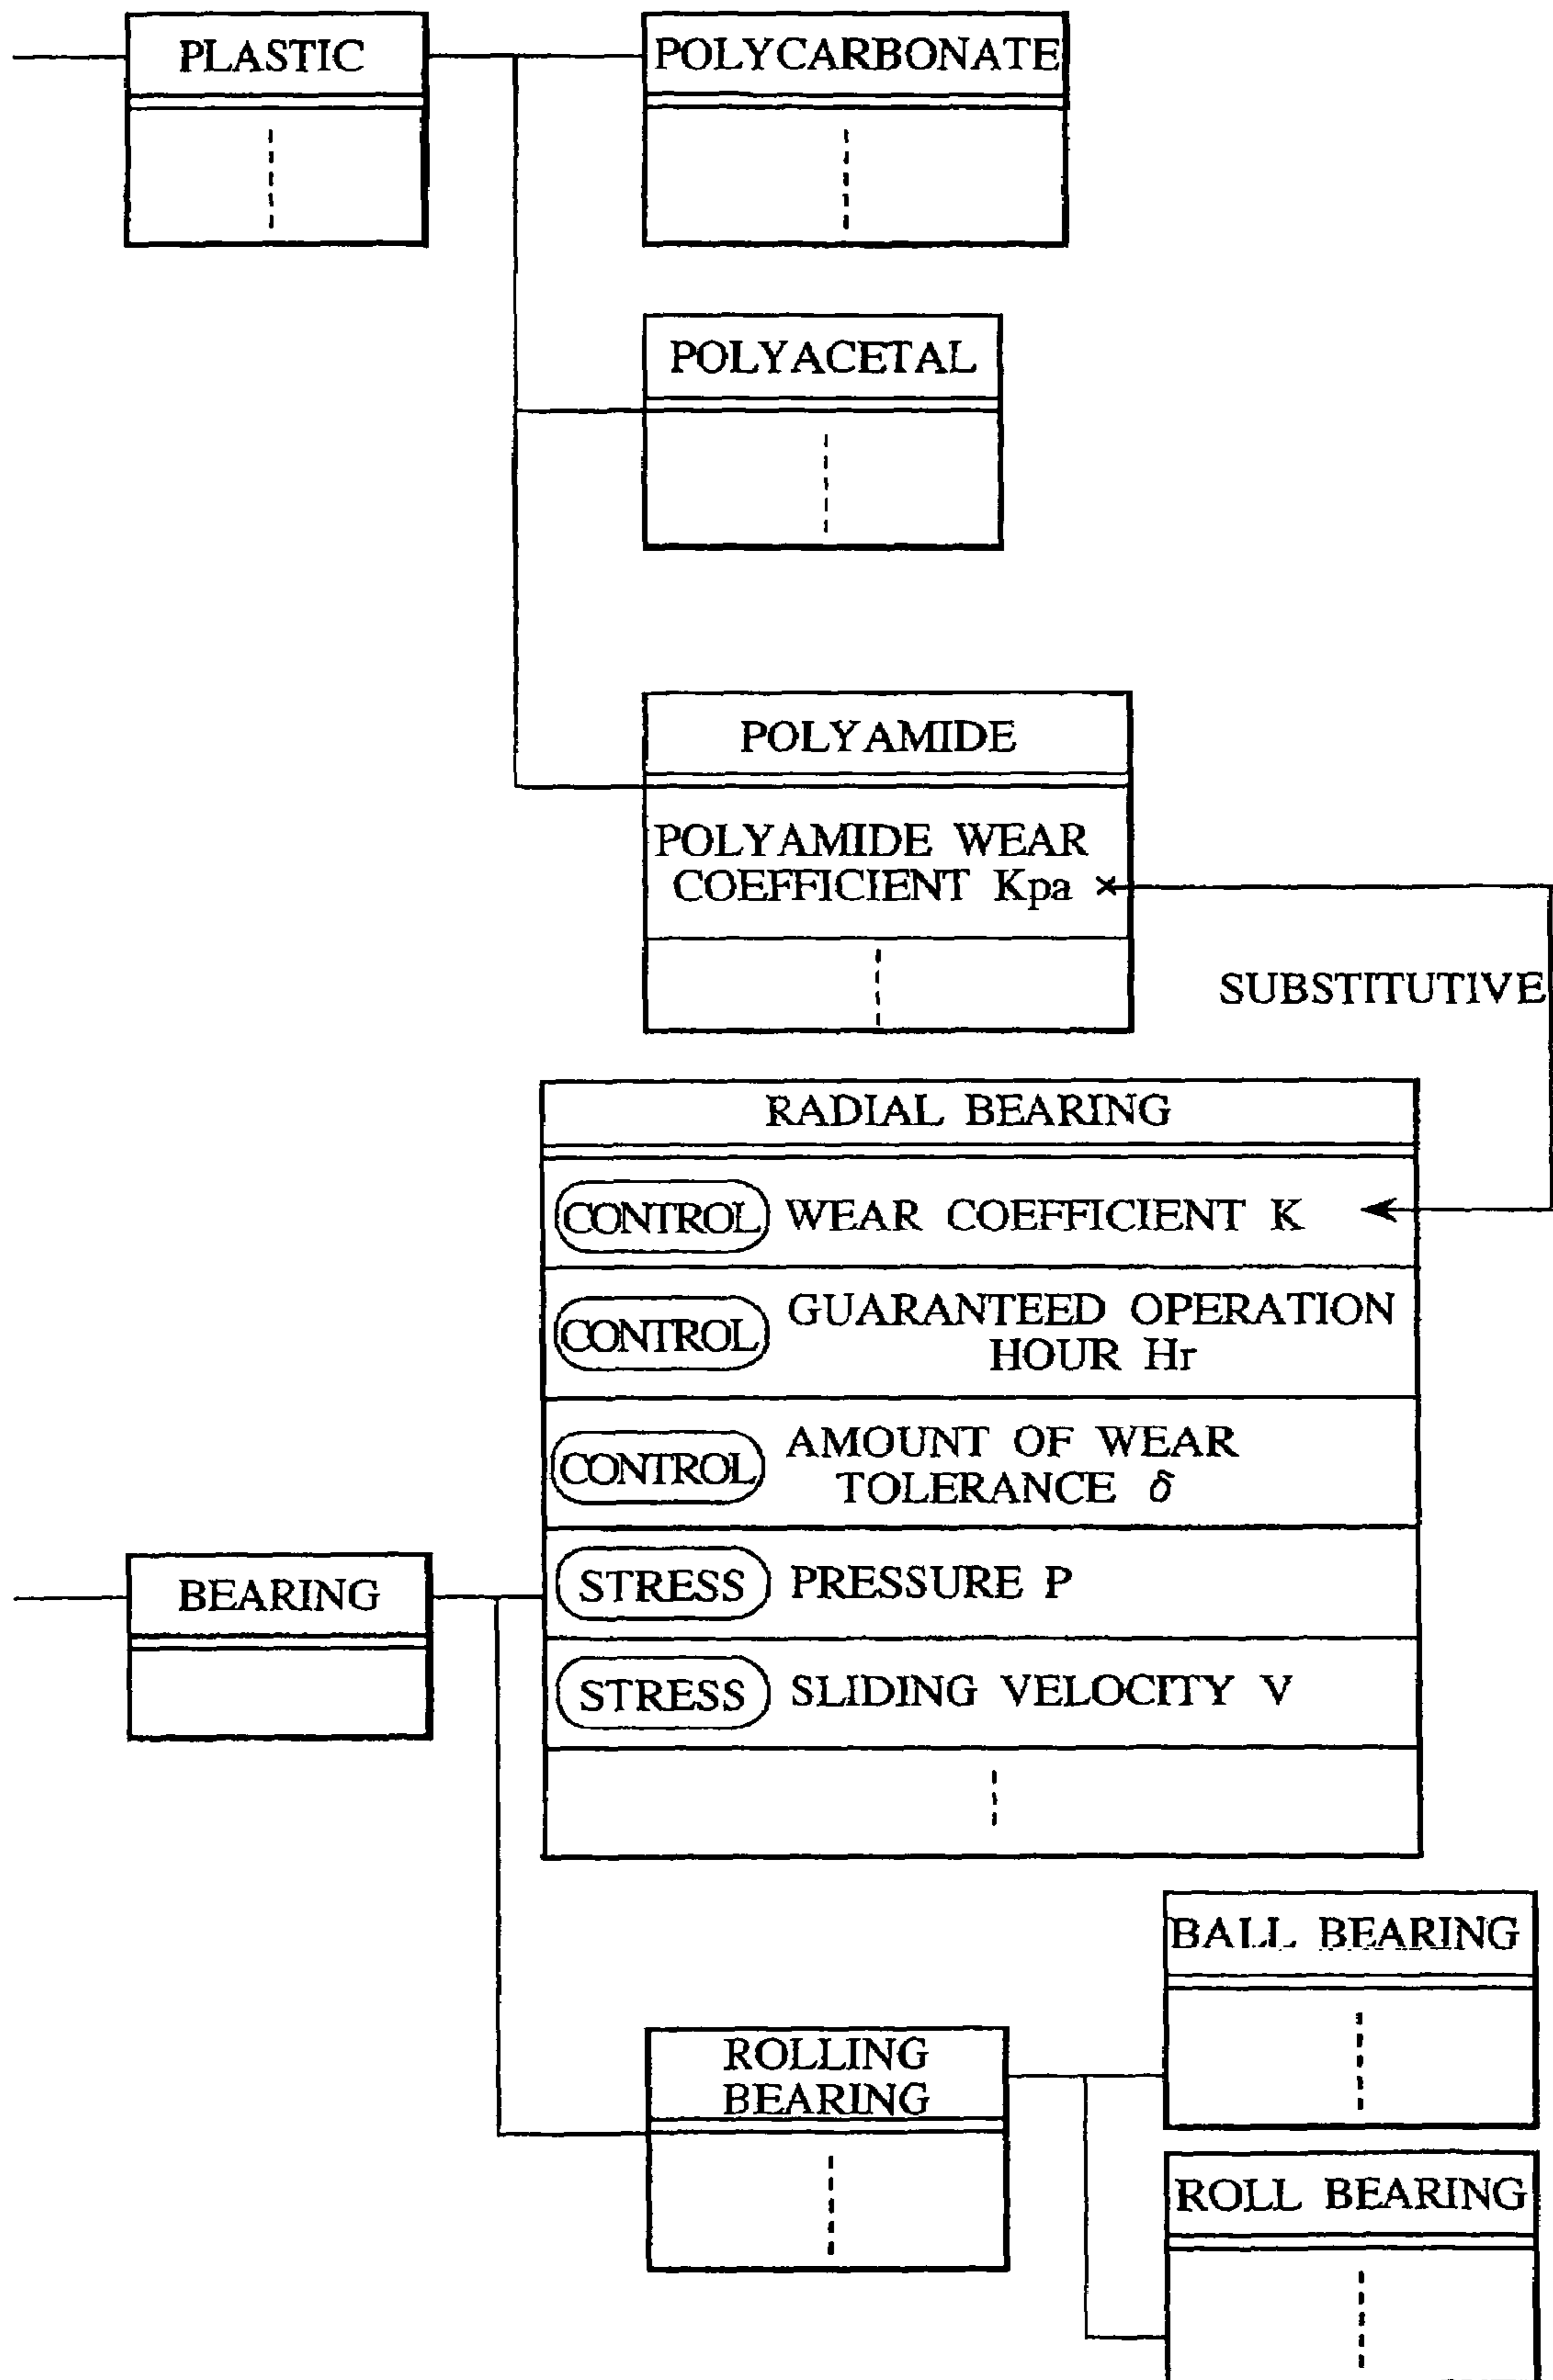 PLASTIC
POLYCARBONATE
POLYACETAL
POLYAMIDE
POLYAMIDE WEAR
COEFFICIENT Kpa
SUBSTITUTIVE
RADIAL BEARING
CONTROL WEAR COEFFICIENT K
CONTROL GUARANTEED OPERATION
HOUR Hr
CONTROL AMOUNT OF WEAR
TOLERANCE δ
STRESS PRESSURE P
BEARING
STRESS SLIDING VELOCITY V
BALL BEARING
ROLLING
BEARING
ROLL BEARING